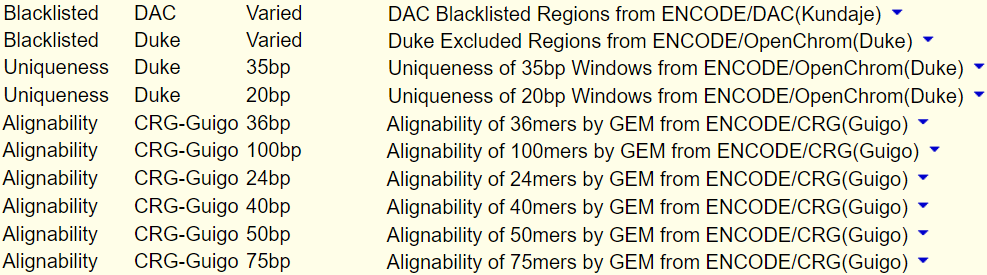 Blacklisted DAC Varied DAC Blacklisted Regions from ENCODE/DAC(Kundaje)
Blacklisted Duke Varied Duke Excluded Regions from ENCODE/OpenChrom(Duke)
Uniqueness Duke 35bp Uniqueness of 35bp Windows from ENCODE/OpenChrom(Duke)
Uniqueness Duke 20bp Uniqueness of 20bp Windows from ENCODE/OpenChrom(Duke)
Alignability CRG-Guigo 36bp Alignability of 36mers by GEM from ENCODE/CRG(Guigo)
Alignability CRG-Guigo 100bp Alignability of 100mers by GEM from ENCODE/CRG(Guigo)
Alignability CRG-Guigo 24bp Alignability of 24mers by GEM from ENCODE/CRG(Guigo)
Alignability CRG-Guigo 40bp Alignability of 40mers by GEM from ENCODE/CRG(Guigo)
Alignability CRG-Guigo 50bp Alignability of 50mers by GEM from ENCODE/CRG(Guigo)
Alignability CRG-Guigo 75bp Alignability of 75mers by GEM from ENCODE/CRG(Guigo)